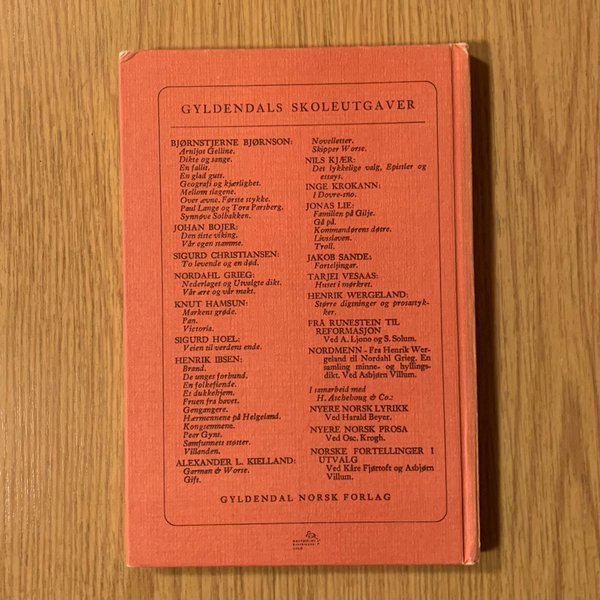 GYLDENDALS SKOLEUTGAVER
BJØRNSTJERNE BJØRNSON:
Arnljot Gelline.
Dikte og sange.
En fallit.
En glad gutt.
Geografi og kjærlighet.
Mellom slagene.
Over ævne. Første stykke.
Paul Lange og Tora Parsberg.
Synnøve Solbakken.
JOHAN BOJER:
Den siste viking.
Vår egen stamme.
SIGURD CHRISTIANSEN:
To levende og en død.
NORDAHL GRIEG:
Nederlaget og Utvalgte dikt.
Vår ære og vår makt.
KNUT HAMSUN:
Markens grøde.
Pan.
Victoria.
SIGURD HOEL:
Veien til verdens ende.
HENRIK IBSEN:
Brand.
De unges forbund.
En folkefiende.
Et dukkehjem.
Fruen fra havet.
Gengangere.
Hærmennene på Helgeland.
Kongsemnene.
Peer Gynt.
Samfunnets støtter.
Villanden.
ALEXANDER L. KIELLAND:
Garman & Worse.
Gift.
Novelletter.
Skipper Worse.
NILS KJÆR:
Det lykkelige valg, Epistler og
essays.
INGE KROKANN:
I Dovre-sno.
JONAS LIE:
Familien på Gilje.
Gå på.
Kommandørens døtre.
Livsslaven.
Troll.
JAKOB SANDE:
Forteljingar.
TARJEI VESAAS:
Huset i mørkret.
HENRIK WERGELAND:
Større digtninger og prosastyk-
ker.
FRÅ RUNESTEIN TIL
REFORMASJON
Ved A. Ljono og S. Solum.
NORDMENN - Fra Henrik Wer-
geland til Nordahl Grieg. En
samling minne- og hyllings-
dikt. Ved Asbjørn Villum.
I samarbeid med
H. Aschehoug & Co.:
NYERE NORSK LYRIKK
Ved Harald Beyer.
NYERE NORSK PROSA
Ved Osc. Krogh.
NORSKE FORTELLINGER I
UTVALG
Ved Kåre Fjørtoft og Asbjørn
Villum.
GYLDENDAL NORSK FORLAG